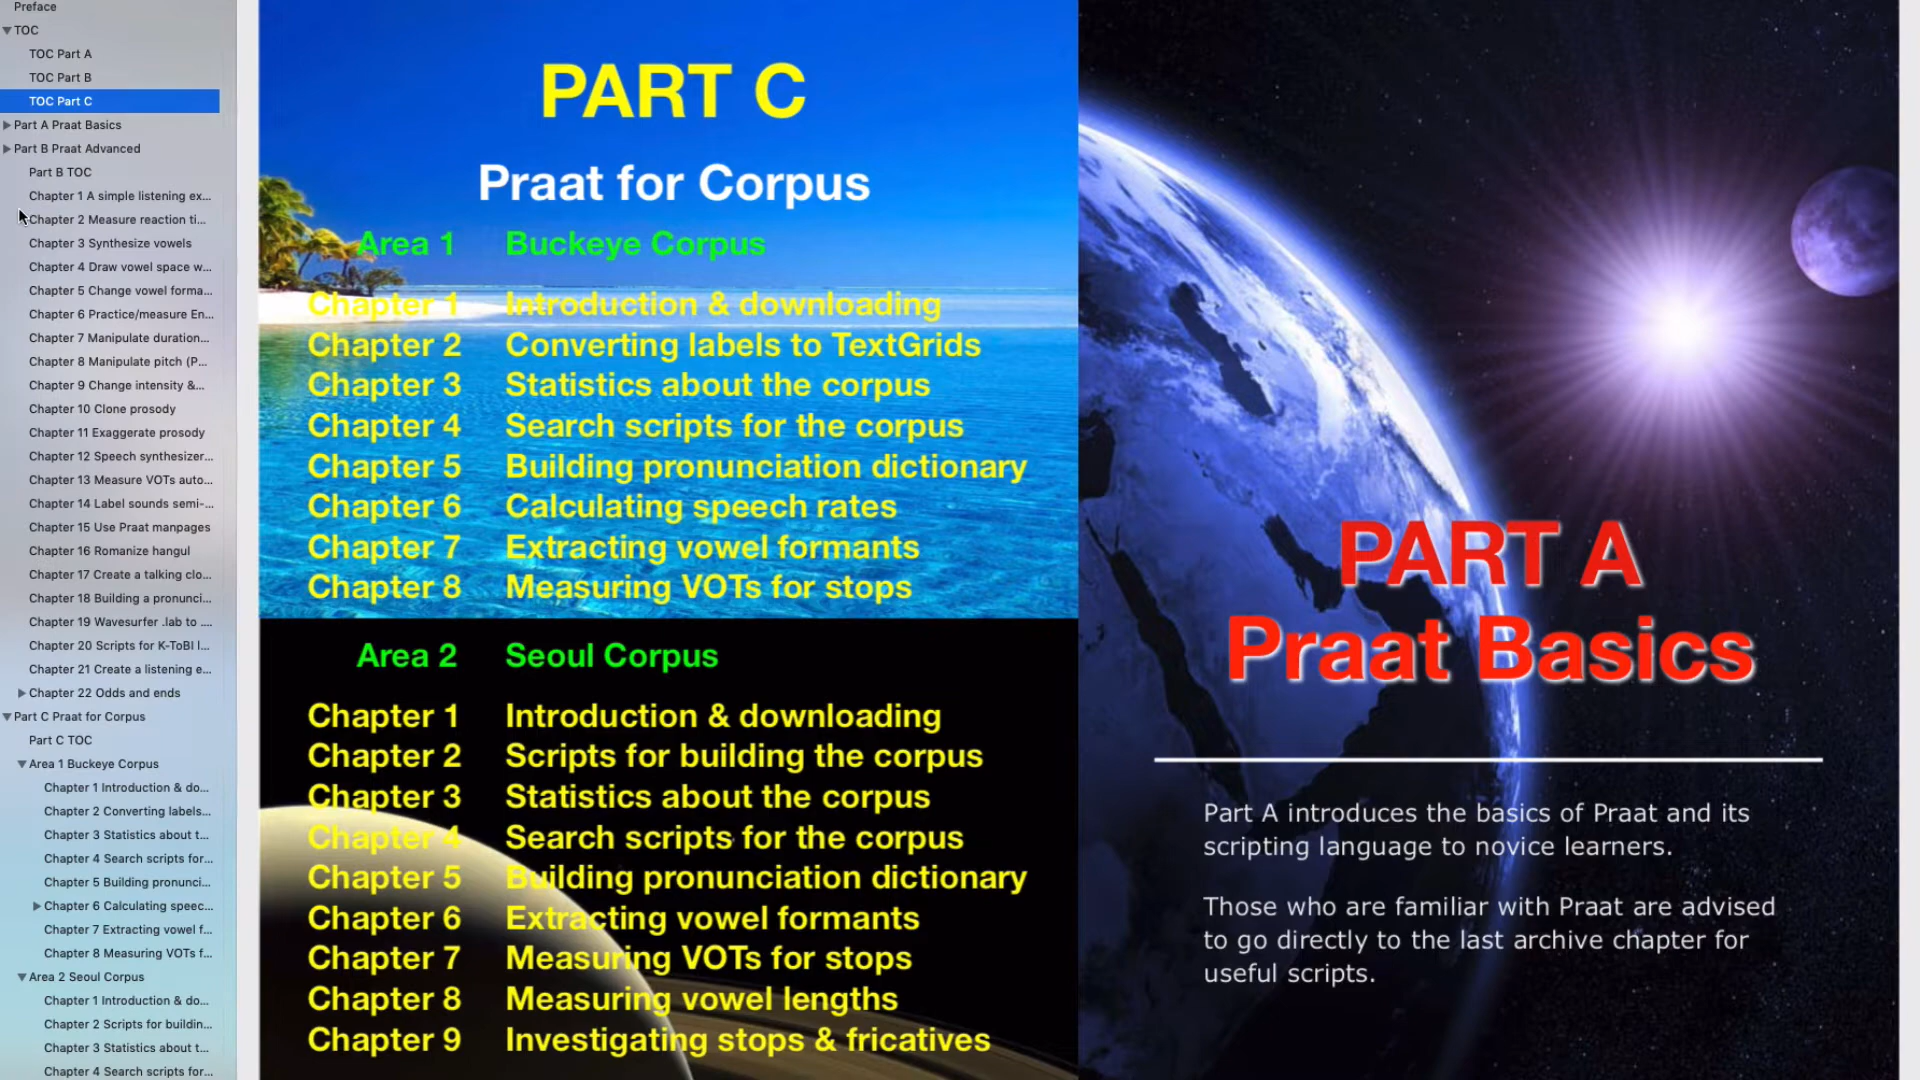 Preface
TOC
TOC Part A
TOC Part B
TOC Part C
Part A Praat Basics
Part B Praat Advanced
Part B TOC
Chapter 1 A simple listening ex...
Chapter 2 Measure reaction ti...
Chapter 3 Synthesize vowels
Chapter 4 Draw vowel space w...
Chapter 5 Change vowel forma...
Chapter 6 Practice/measure En...
Chapter 7 Manipulate duration...
Chapter 8 Manipulate pitch (P...
Chapter 9 Change intensity &...
Chapter 10 Clone prosody
Chapter 11 Exaggerate prosody
Chapter 12 Speech synthesizer...
Chapter 13 Measure VOTs auto...
Chapter 14 Label sounds semi-...
Chapter 15 Use Praat manpages
Chapter 16 Romanize hangul
Chapter 17 Create a talking clo...
Chapter 18 Building a pronunci...
Chapter 19 Wavesurfer .lab to ....
Chapter 20 Scripts for K-ToBI l...
Chapter 21 Create a listening e...
Chapter 22 Odds and ends
Part C Praat for Corpus
Part C TOC
Area 1 Buckeye Corpus
Chapter 1 Introduction & do...
Chapter 2 Converting labels...
Chapter 3 Statistics about t...
Chapter 4 Search scripts for...
Chapter 5 Building pronunci...
Chapter 6 Calculating speec...
Chapter 7 Extracting vowel f...
Chapter 8 Measuring VOTs f...
Area 2 Seoul Corpus
Chapter 1 Introduction & do...
Chapter 2 Scripts for buildin...
Chapter 3 Statistics about t...
Chapter 4 Search scripts for...
PART C
Praat for Corpus
Area 1 Buckeye Corpus
Chapter 1 Introduction & downloading
Chapter 2 Converting labels to TextGrids
Chapter 3 Statistics about the corpus
Chapter 4 Search scripts for the corpus
Chapter 5 Building pronunciation dictionary
Chapter 6 Calculating speech rates
Chapter 7 Extracting vowel formants
Chapter 8 Measuring VOTs for stops
Area 2 Seoul Corpus
Chapter 1 Introduction & downloading
Chapter 2 Scripts for building the corpus
Chapter 3 Statistics about the corpus
Chapter 4 Search scripts for the corpus
Chapter 5 Building pronunciation dictionary
Chapter 6 Extracting vowel formants
Chapter 7 Measuring VOTs for stops
Chapter 8 Measuring vowel lengths
Chapter 9 Investigating stops & fricatives
PART A
Praat Basics
Part A introduces the basics of Praat and its
scripting language to novice learners.
Those who are familiar with Praat are advised
to go directly to the last archive chapter for
useful scripts.